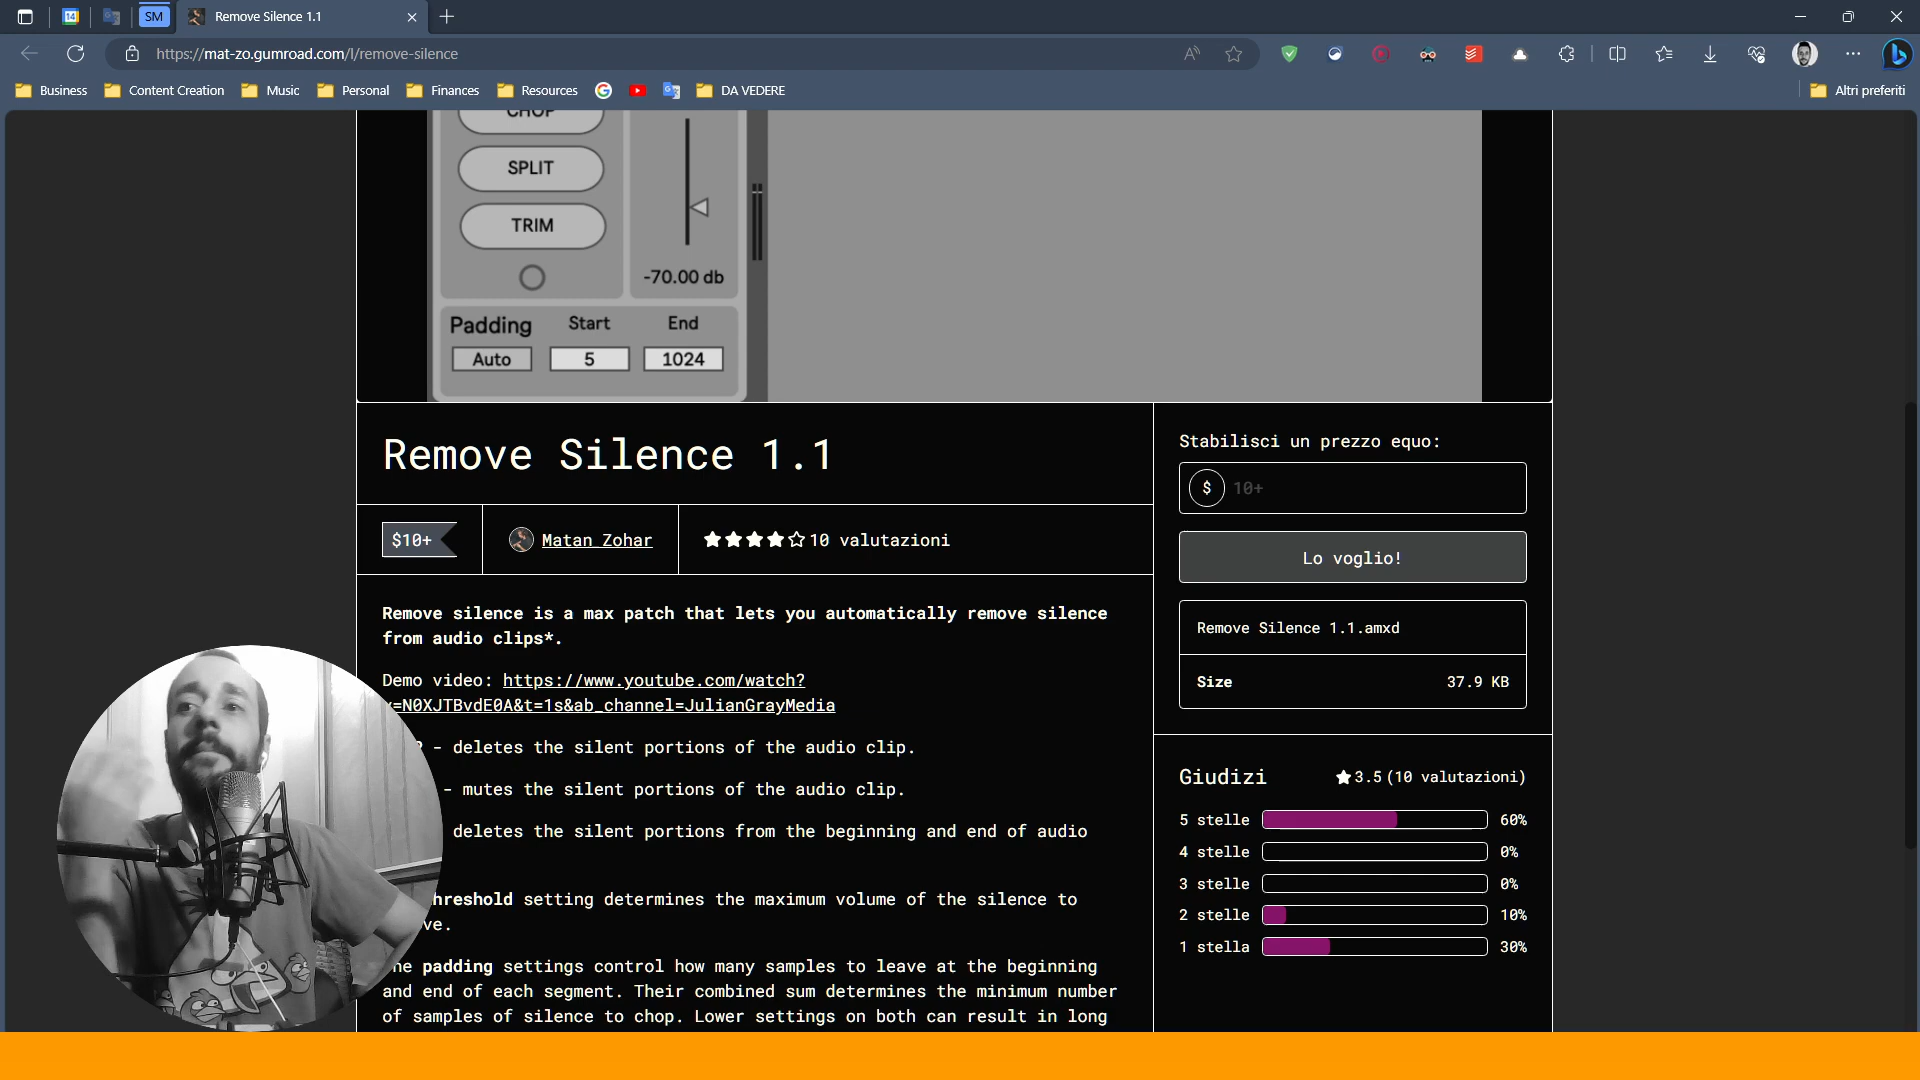 SM
Remove Silence 1.1
https://mat-zo.gumroad.com/l/remove-silence
Business
Content Creation
Music
Personal
Finances
Resources
DA VEDERE
Altri preferiti
CHOP
SPLIT
TRIM
-70.00 db
Padding
Start
End
Auto
5
1024
Remove Silence 1.1
$10+
Matan_Zohar
10 valutazioni
Remove silence is a max patch that lets you automatically remove silence
from audio clips*.
Demo video: https://www.youtube.com/watch?
=N0XJTBvdE0A&t=1s&ab_channel=JulianGrayMedia
- deletes the silent portions of the audio clip.
- mutes the silent portions of the audio clip.
deletes the silent portions from the beginning and end of audio
hreshold setting determines the maximum volume of the silence to
ve.
he padding settings control how many samples to leave at the beginning
and end of each segment. Their combined sum determines the minimum number
of samples of silence to chop. Lower settings on both can result in long
Stabilisci un prezzo equo:
$
10+
Lo voglio!
Remove Silence 1.1.amxd
Size 37.9 KB
Giudizi
3.5 (10 valutazioni)
5 stelle 60%
4 stelle 0%
3 stelle 0%
2 stelle 10%
1 stella 30%